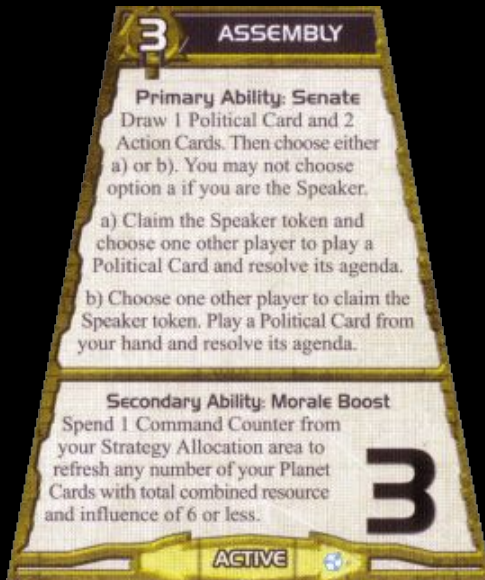 3 ASSEMBLY
Primary Ability: Senate
Draw 1 Political Card and 2
Action Cards. Then choose either
a) or b). You may not choose
option a if you are the Speaker.
a) Claim the Speaker token and
choose one other player to play a
Political Card and resolve its agenda.
b) Choose one other player to claim the
Speaker token. Play a Political Card from
your hand and resolve its agenda.
Secondary Ability: Morale Boost
Spend 1 Command Counter from
your Strategy Allocation area to
refresh any number of your Planet
Cards with total combined resource
and influence of 6 or less.
3
ACTIVE